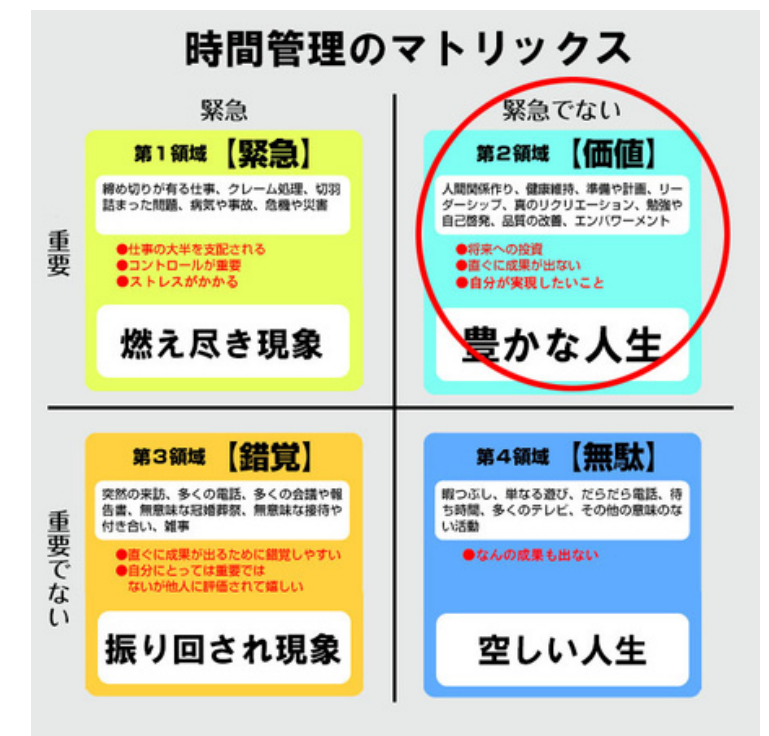 時間管理のマトリックス
緊急
緊急でない
重要
第1領域【緊急】
締め切りが有る仕事、クレーム処理、切羽
詰まった問題、病気や事故、危機や災害
●仕事の大半を支配される
●コントロールが重要
●ストレスがかかる
燃え尽き現象
第2領域【価値】
人間関係作り、健康維持、準備や計画、リー
ダーシップ、真のリクリエーション、勉強や
自己啓発、品質の改善、エンパワーメント
●将来への投資
●直ぐに成果が出ない
●自分が実現したいこと
豊かな人生
重要でない
第3領域【錯覚】
突然の来訪、多くの電話、多くの会議や報
告書、無意味な冠婚葬祭、無意味な接待や
付き合い、雑事
●直ぐに成果が出るために錯覚しやすい
●自分にとっては重要では
ないが他人に評価されて嬉しい
振り回され現象
第4領域【無駄】
暇つぶし、単なる遊び、だらだら電話、待
ち時間、多くのテレビ、その他の意味のな
い活動
●なんの成果も出ない
空しい人生